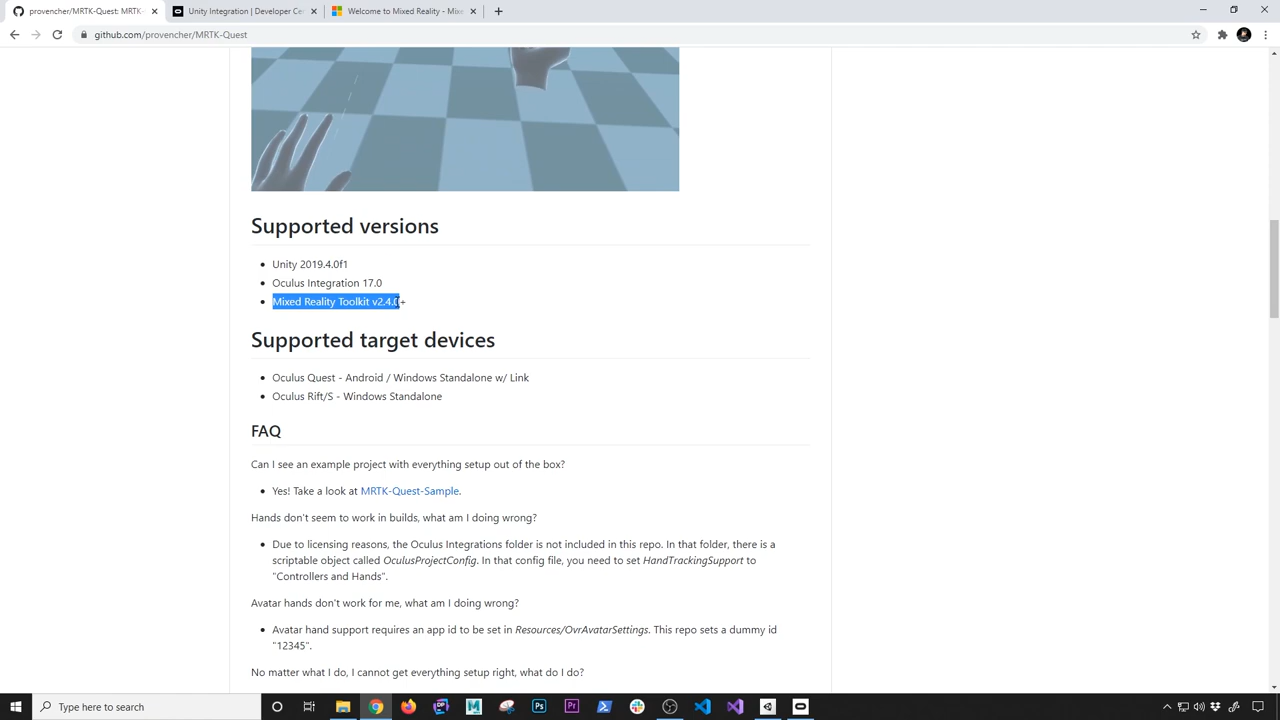 provencher/MRTK-Quest: MRTK-
Unity Integration | Developer Ce
Welcome to Mixed Reality - Mixe
github.com/provencher/MRTK-Quest
Supported versions
Unity 2019.4.0f1
Oculus Integration 17.0
Mixed Reality Toolkit v2.4.0+
Supported target devices
Oculus Quest - Android / Windows Standalone w/ Link
Oculus Rift/S - Windows Standalone
FAQ
Can I see an example project with everything setup out of the box?
Yes! Take a look at MRTK-Quest-Sample.
Hands don't seem to work in builds, what am I doing wrong?
Due to licensing reasons, the Oculus Integrations folder is not included in this repo. In that folder, there is a
scriptable object called OculusProjectConfig. In that config file, you need to set HandTrackingSupport to
"Controllers and Hands".
Avatar hands don't work for me, what am I doing wrong?
Avatar hand support requires an app id to be set in Resources/OvrAvatarSettings. This repo sets a dummy id
"12345".
No matter what I do, I cannot get everything setup right, what do I do?
Type here to search